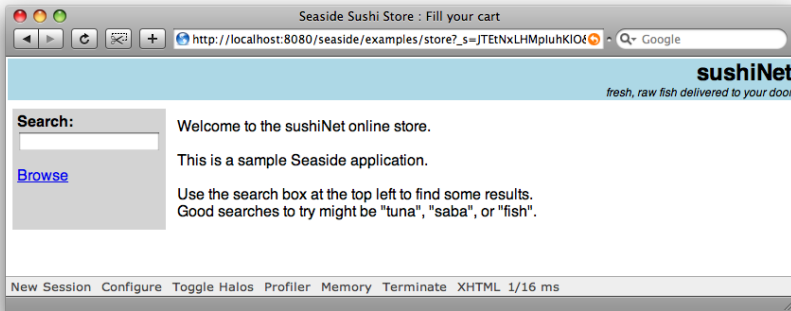 Seaside Sushi Store : Fill your cart
http://localhost:8080/seaside/examples/store?_s=JTEtNxLHMpIuhKlO&
Google
sushiNet
fresh, raw fish delivered to your door
Search:
Welcome to the sushiNet online store.
This is a sample Seaside application.
Browse
Use the search box at the top left to find some results.
Good searches to try might be "tuna", "saba", or "fish".
New Session Configure Toggle Halos Profiler Memory Terminate XHTML 1/16 ms